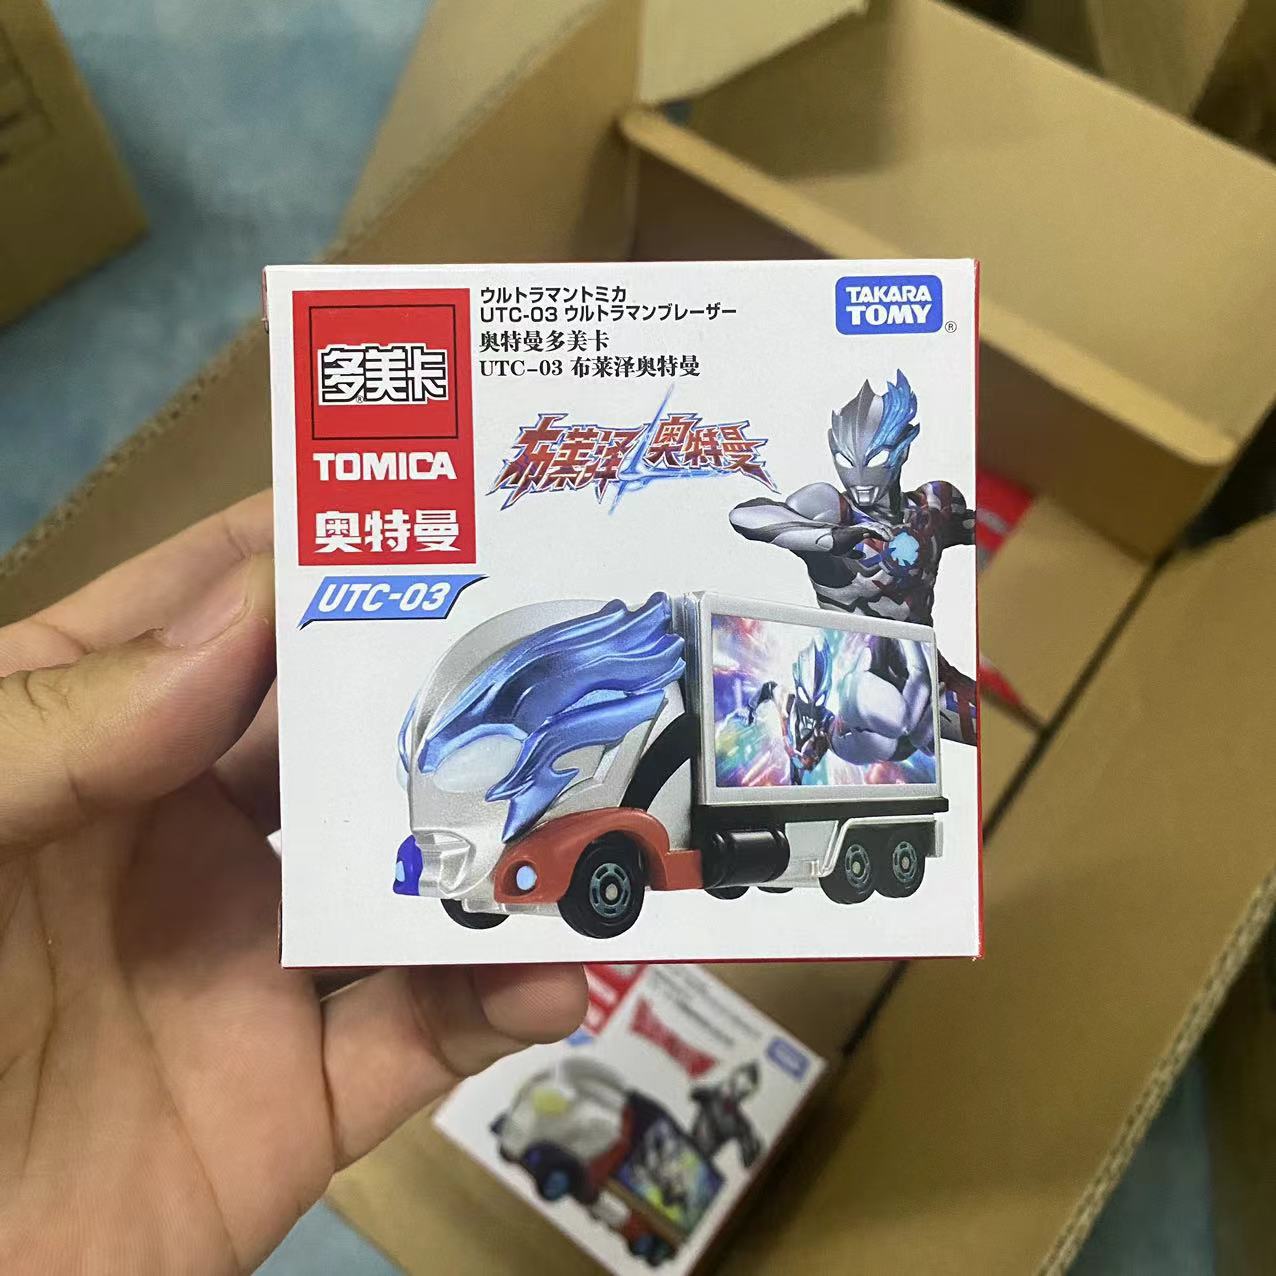 ウルトラマントミカ
UTC-03 ウルトラマンブレーザー
奥特曼多美卡
UTC-03 布莱泽奥特曼
TAKARA
TOMY
®
多美卡
®
TOMICA
奥特曼
UTC-03
布莱泽奥特曼